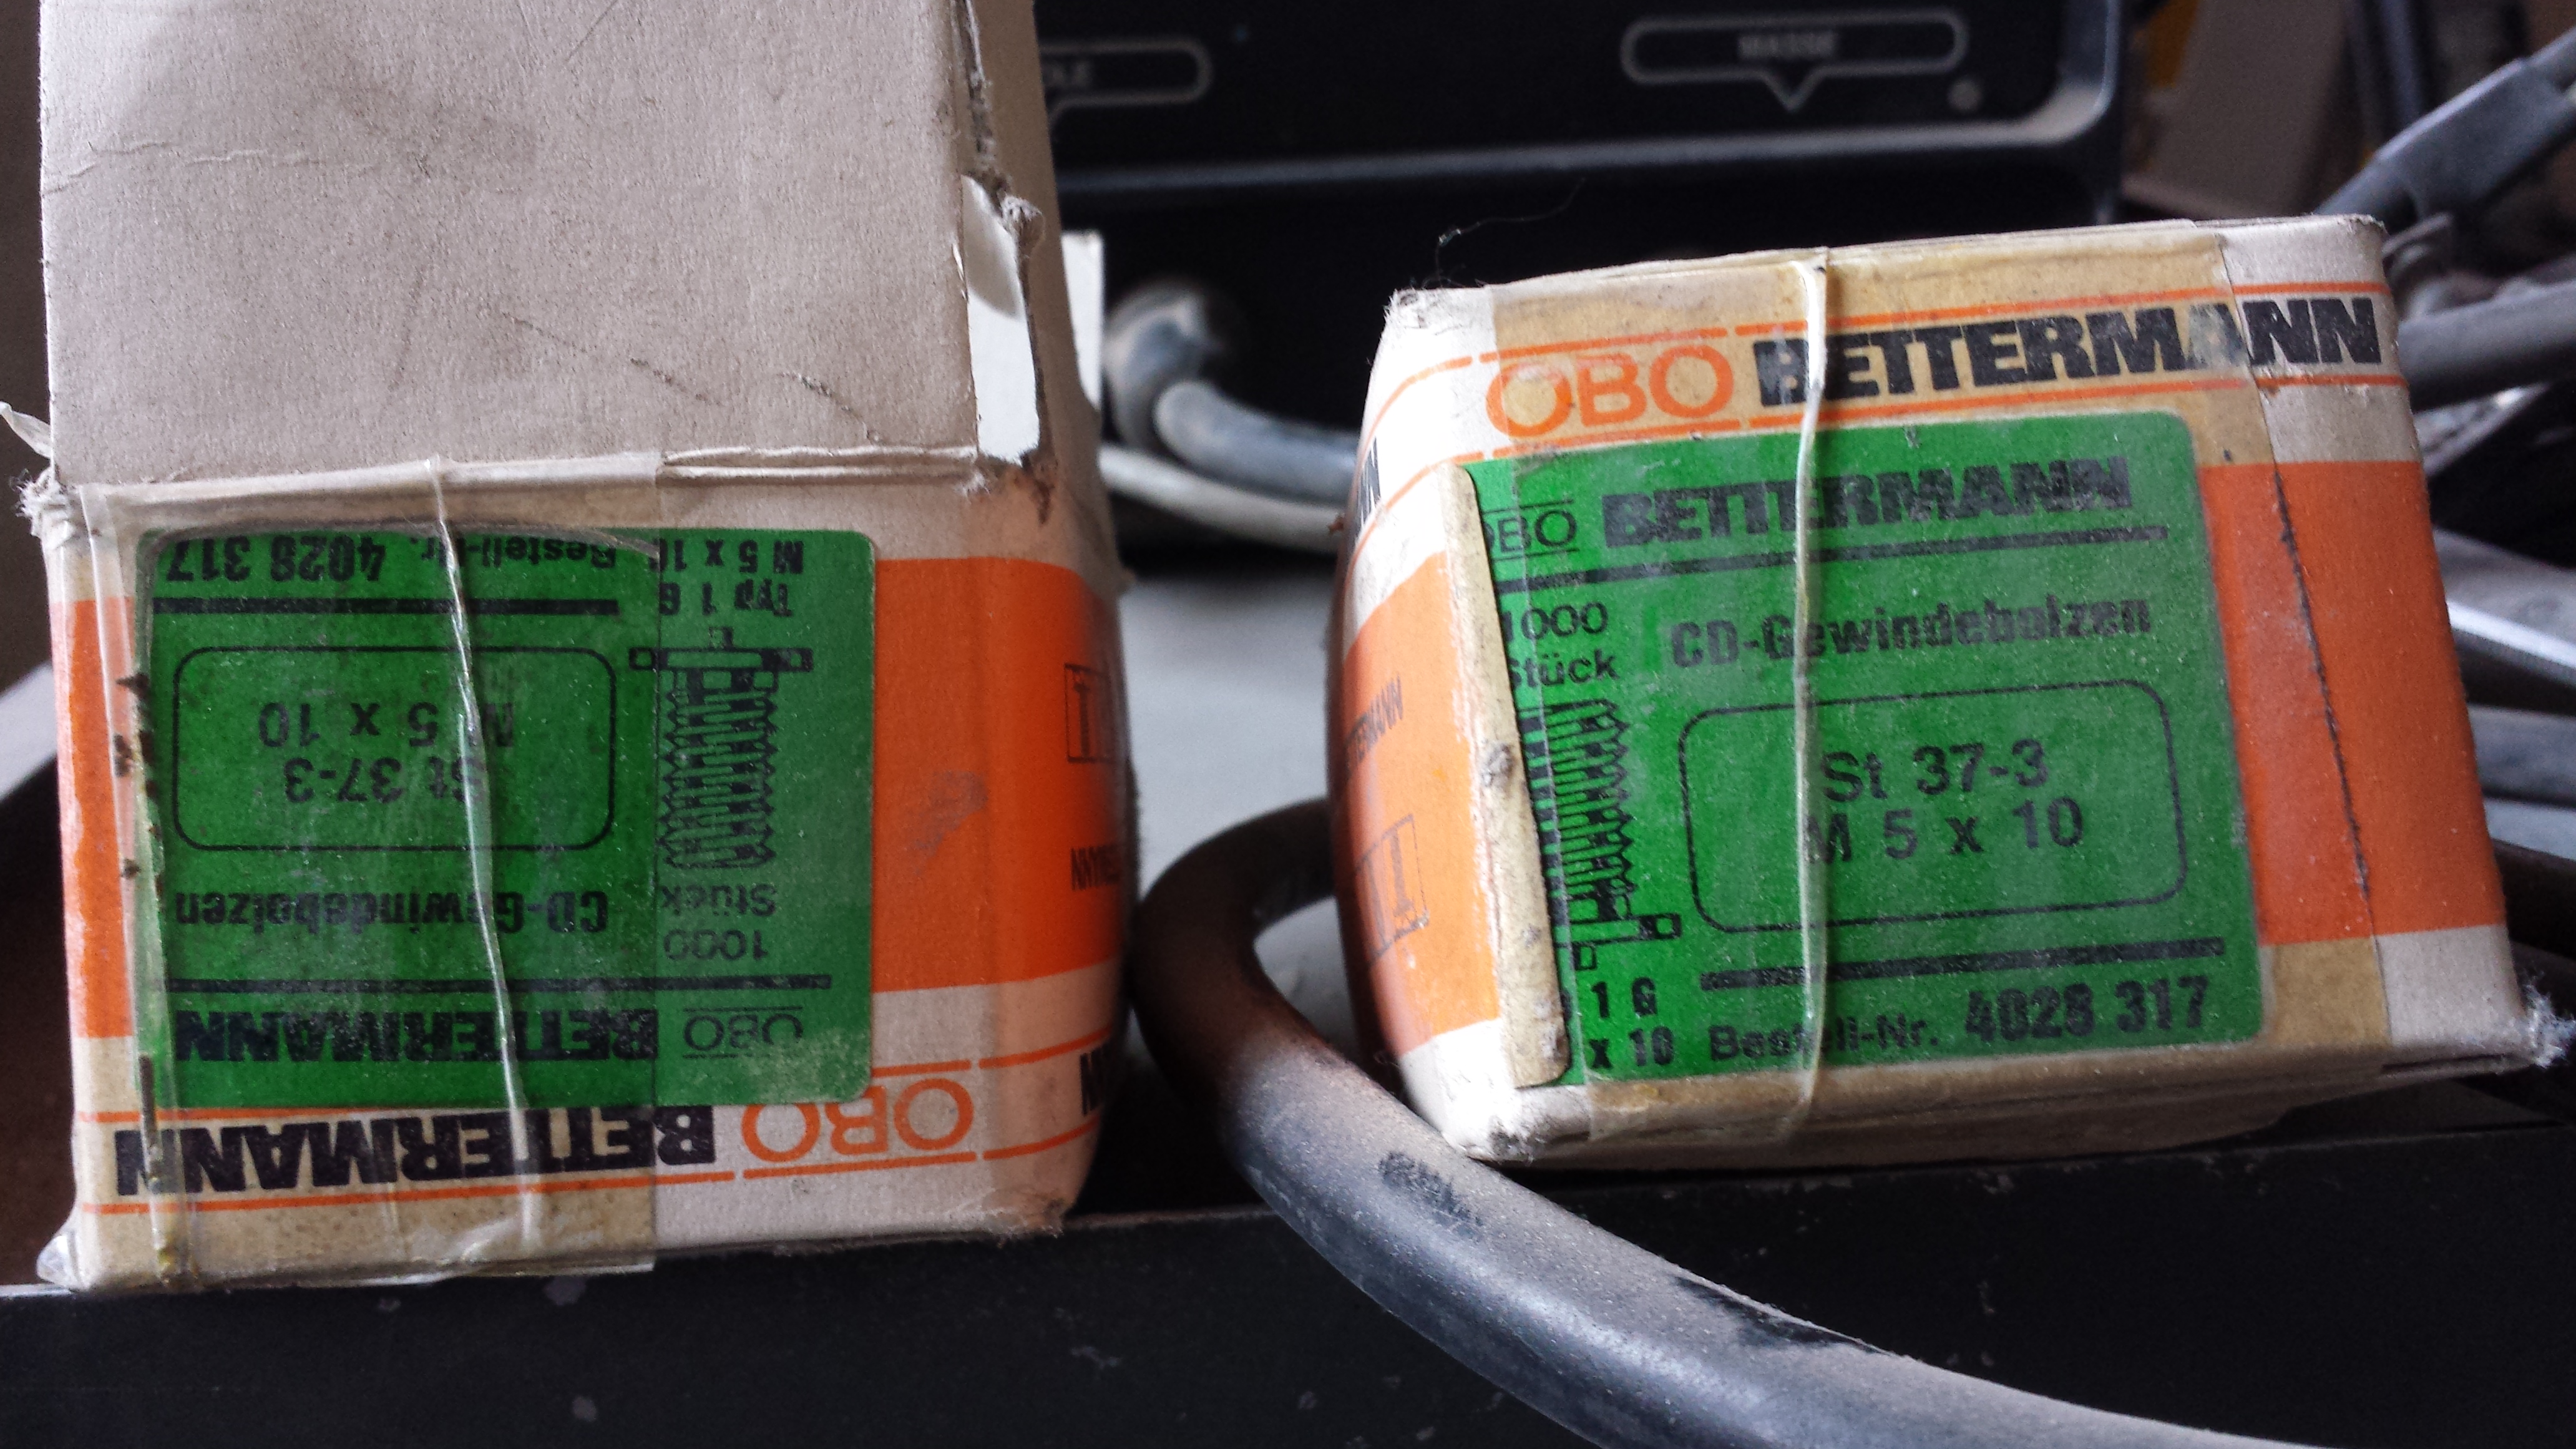 MASSE
OBO BETTERMANN
OBO BETTERMANN
1000
Stück
CD-Gewindebolzen
St 37-3
M 5 x 10
1 G
x 10
Bestell-Nr. 4028 317
BETTERMANN
OBO BETTERMANN
OBO BETTERMANN
1000
Stück
CD-Gewindebolzen
St 37-3
M 5 x 10
Typ 1 G
M 5 x 10
Bestell-Nr. 4028 317